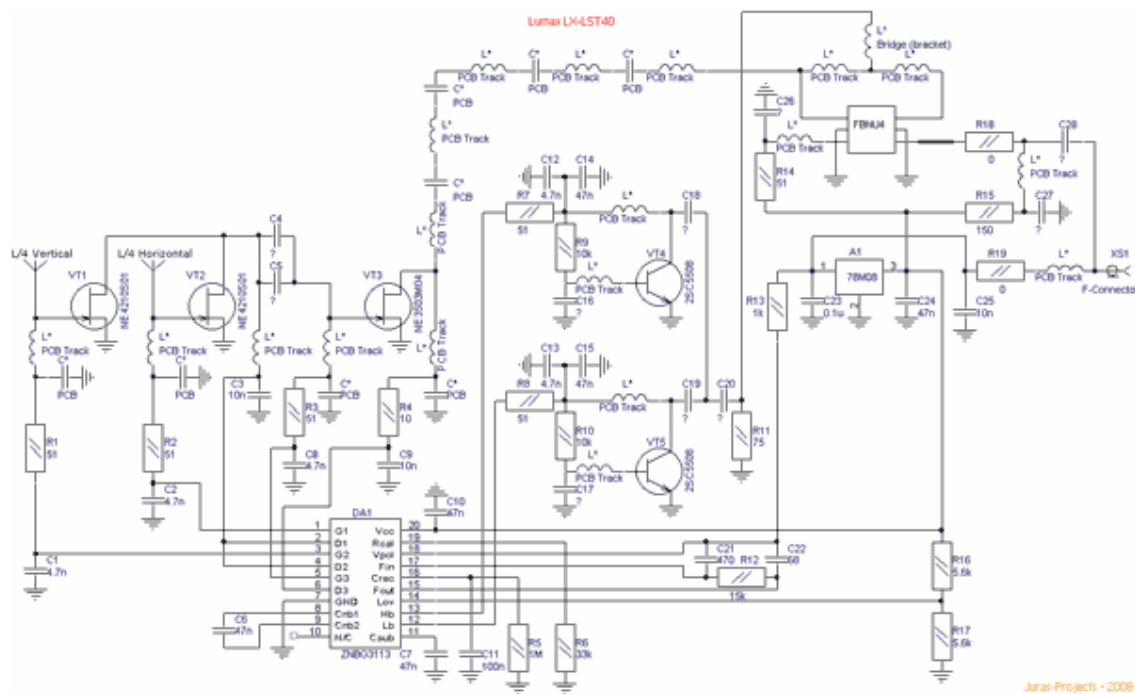 Lumax LX-LST40
L*
Bridge (bracket)
L*
PCB Track
C*
PCB
L*
PCB Track
C*
PCB
L*
PCB Track
L*
PCB Track
L*
PCB Track
C*
PCB
L*
PCB Track
C*
PCB
PCB Track
L*
C26
?
L*
PCB Track
R14
51
FBNU4
R18
0
C28
?
L*
PCB Track
R15
150
C27
?
C12
4.7n
C14
47n
R7
51
L*
PCB Track
C18
?
R9
10k
L*
PCB Track
VT4
2SC5508
C16
?
L/4 Vertical
L/4 Horizontal
VT1
NE4210S01
VT2
NE4210S01
C4
?
C5
?
VT3
NE3503M04
A1
78M08
1
2
3
R13
1k
C23
0.1u
C24
47n
R19
0
C25
10n
L*
PCB Track
XS1
F-Connecto
L*
PCB Track
C*
PCB
L*
PCB Track
C*
PCB
C3
10n
L*
PCB Track
L*
PCB Track
C*
PCB
C*
PCB
R3
51
R4
10
C13
4.7n
C15
47n
R8
51
L*
PCB Track
C19
?
C20
?
R11
75
R10
10k
L*
PCB Track
VT5
2SC5508
C17
?
R1
51
R2
51
C2
4.7n
C8
4.7n
C9
10n
C10
47n
C1
4.7n
DA1
1 G1 Vcc 20
2 D1 Rcal 19
3 G2 Vpol 18
4 D2 Fin 17
5 G3 Crec 16
6 D3 Fout 15
7 GND Lov 14
8 Cnb1 Hb 13
9 Cnb2 Lb 12
10 N/C Csub 11
ZNBG3113
C6
47n
C7
47n
C11
100n
R5
1M
R6
33k
C21
470
R12
15k
C22
68
R16
5.6k
R17
5.6k
Juras-Projects - 2008